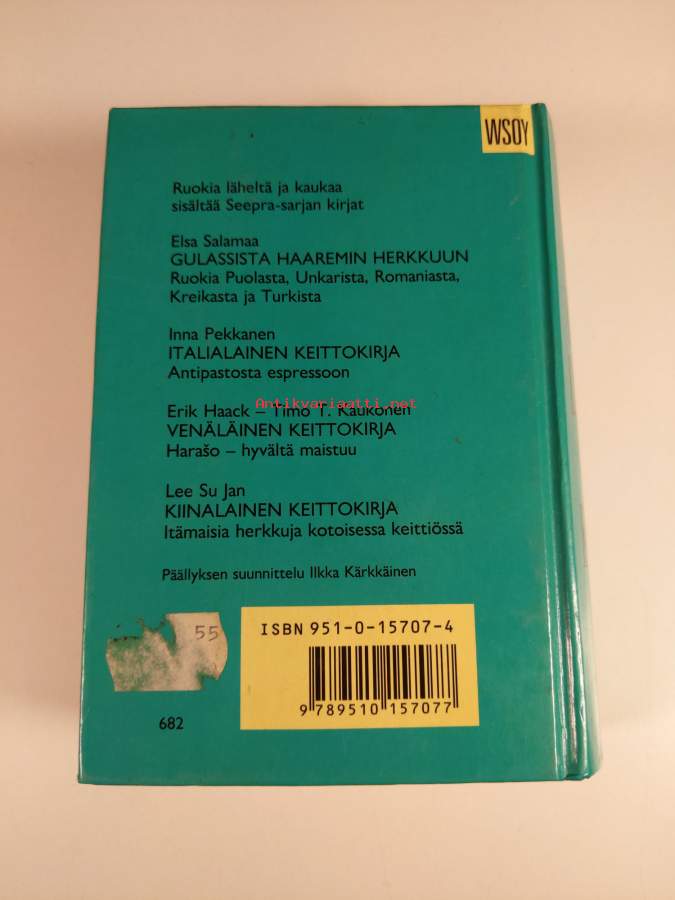 WSOY
Ruokia läheltä ja kaukaa
sisältää Seepra-sarjan kirjat
Elsa Salamaa
GULASSISTA HAAREMIN HERKKUUN
Ruokia Puolasta, Unkarista, Romaniasta,
Kreikasta ja Turkista
Inna Pekkanen
ITALIALAINEN KEITTOKIRJA
Antipastosta espressoon
Antikvariaatti.net
Erik Haack – Timo T. Kaukonen
VENÄLÄINEN KEITTOKIRJA
Harašo – hyvältä maistuu
Lee Su Jan
KIINALAINEN KEITTOKIRJA
Itämaisia herkkuja kotoisessa keittiössä
Päällyksen suunnittelu Ilkka Kärkkäinen
55
ISBN 951-0-15707-4
9 789510 157077
682